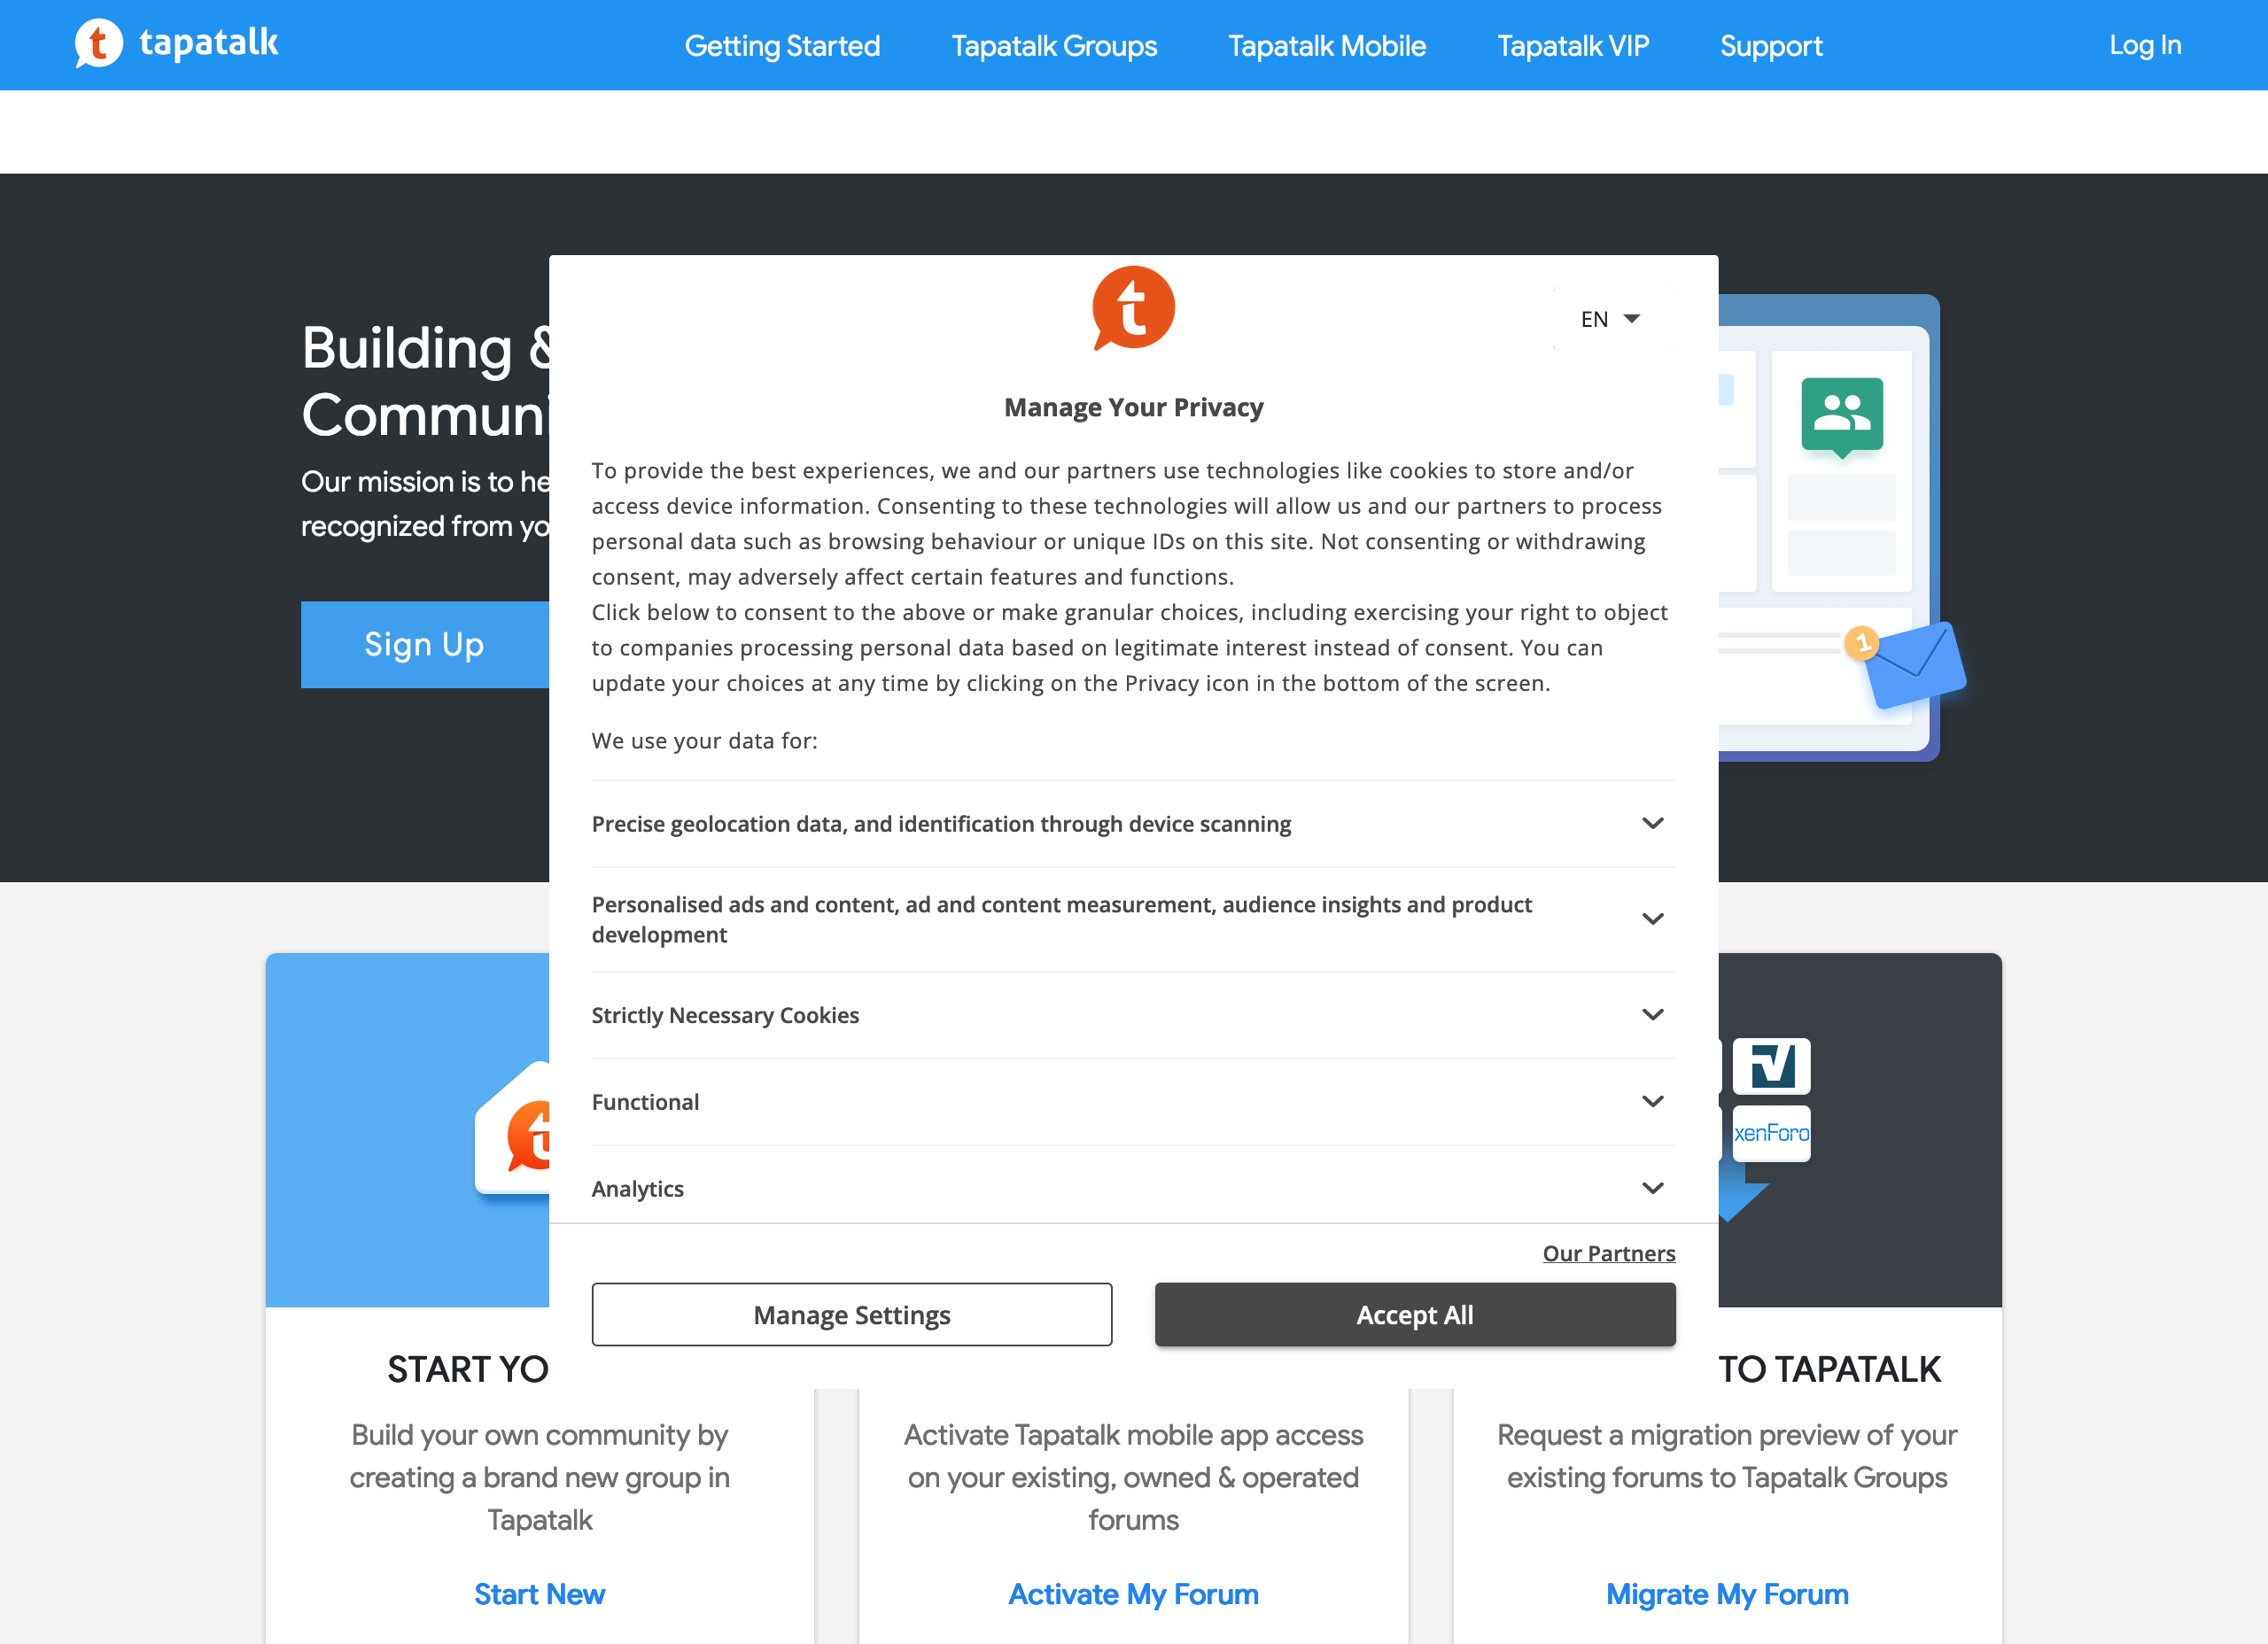 tapatalk
Getting Started
Tapatalk Groups
Tapatalk Mobile
Tapatalk VIP
Support
Log In
Building &
Communi
Our mission is to he
recognized from yo
Sign Up
EN
Manage Your Privacy
To provide the best experiences, we and our partners use technologies like cookies to store and/or
access device information. Consenting to these technologies will allow us and our partners to process
personal data such as browsing behaviour or unique IDs on this site. Not consenting or withdrawing
consent, may adversely affect certain features and functions.
Click below to consent to the above or make granular choices, including exercising your right to object
to companies processing personal data based on legitimate interest instead of consent. You can
update your choices at any time by clicking on the Privacy icon in the bottom of the screen.
We use your data for:
Precise geolocation data, and identification through device scanning
Personalised ads and content, ad and content measurement, audience insights and product
development
Strictly Necessary Cookies
Functional
Analytics
Our Partners
Manage Settings
Accept All
1
xenForo
START YO
Build your own community by
creating a brand new group in
Tapatalk
Start New
Activate Tapatalk mobile app access
on your existing, owned & operated
forums
Activate My Forum
TO TAPATALK
Request a migration preview of your
existing forums to Tapatalk Groups
Migrate My Forum